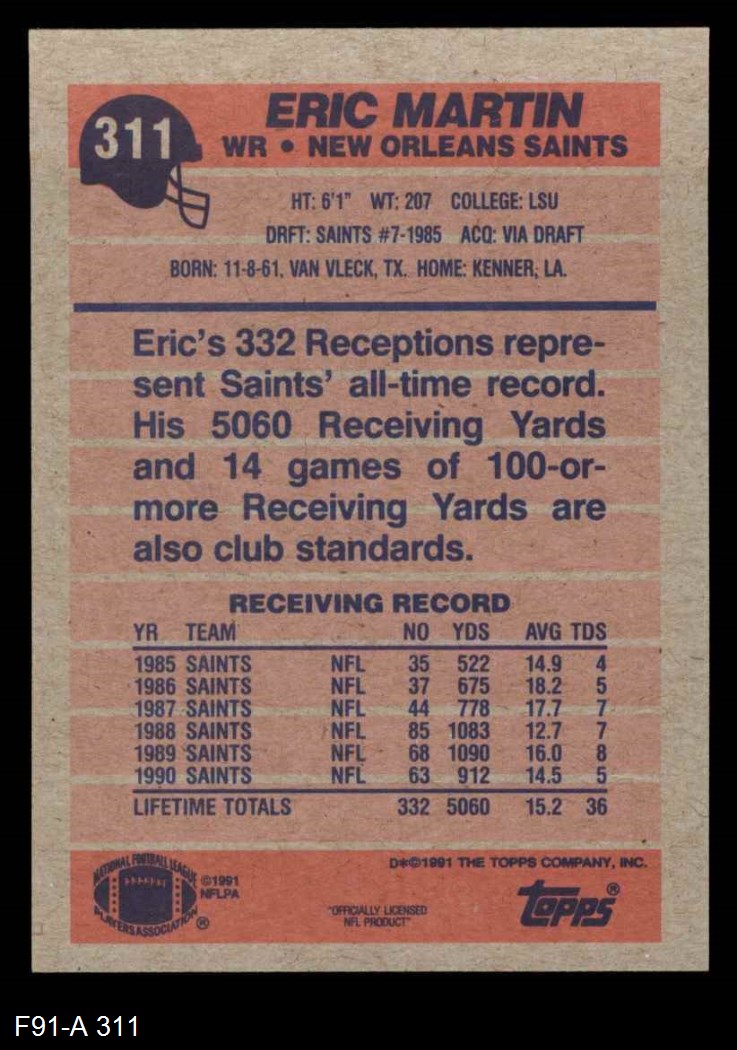 311
ERIC MARTIN
WR • NEW ORLEANS SAINTS
HT: 6'1" WT: 207 COLLEGE: LSU
DRFT: SAINTS #7-1985 ACQ: VIA DRAFT
BORN: 11-8-61, VAN VLECK, TX. HOME: KENNER, LA.
Eric's 332 Receptions repre-
sent Saints' all-time record.
His 5060 Receiving Yards
and 14 games of 100-or-
more Receiving Yards are
also club standards.
RECEIVING RECORD
YR TEAM NO YDS AVG TDS
1985 SAINTS NFL 35 522 14.9 4
1986 SAINTS NFL 37 675 18.2 5
1987 SAINTS NFL 44 778 17.7 7
1988 SAINTS NFL 85 1083 12.7 7
1989 SAINTS NFL 68 1090 16.0 8
1990 SAINTS NFL 63 912 14.5 5
LIFETIME TOTALS 332 5060 15.2 36
D*©1991 THE TOPPS COMPANY, INC.
NATIONAL FOOTBALL LEAGUE
PLAYERS ASSOCIATION ®
©1991
NFLPA
"OFFICIALLY LICENSED
NFL PRODUCT"
topps®
F91-A 311